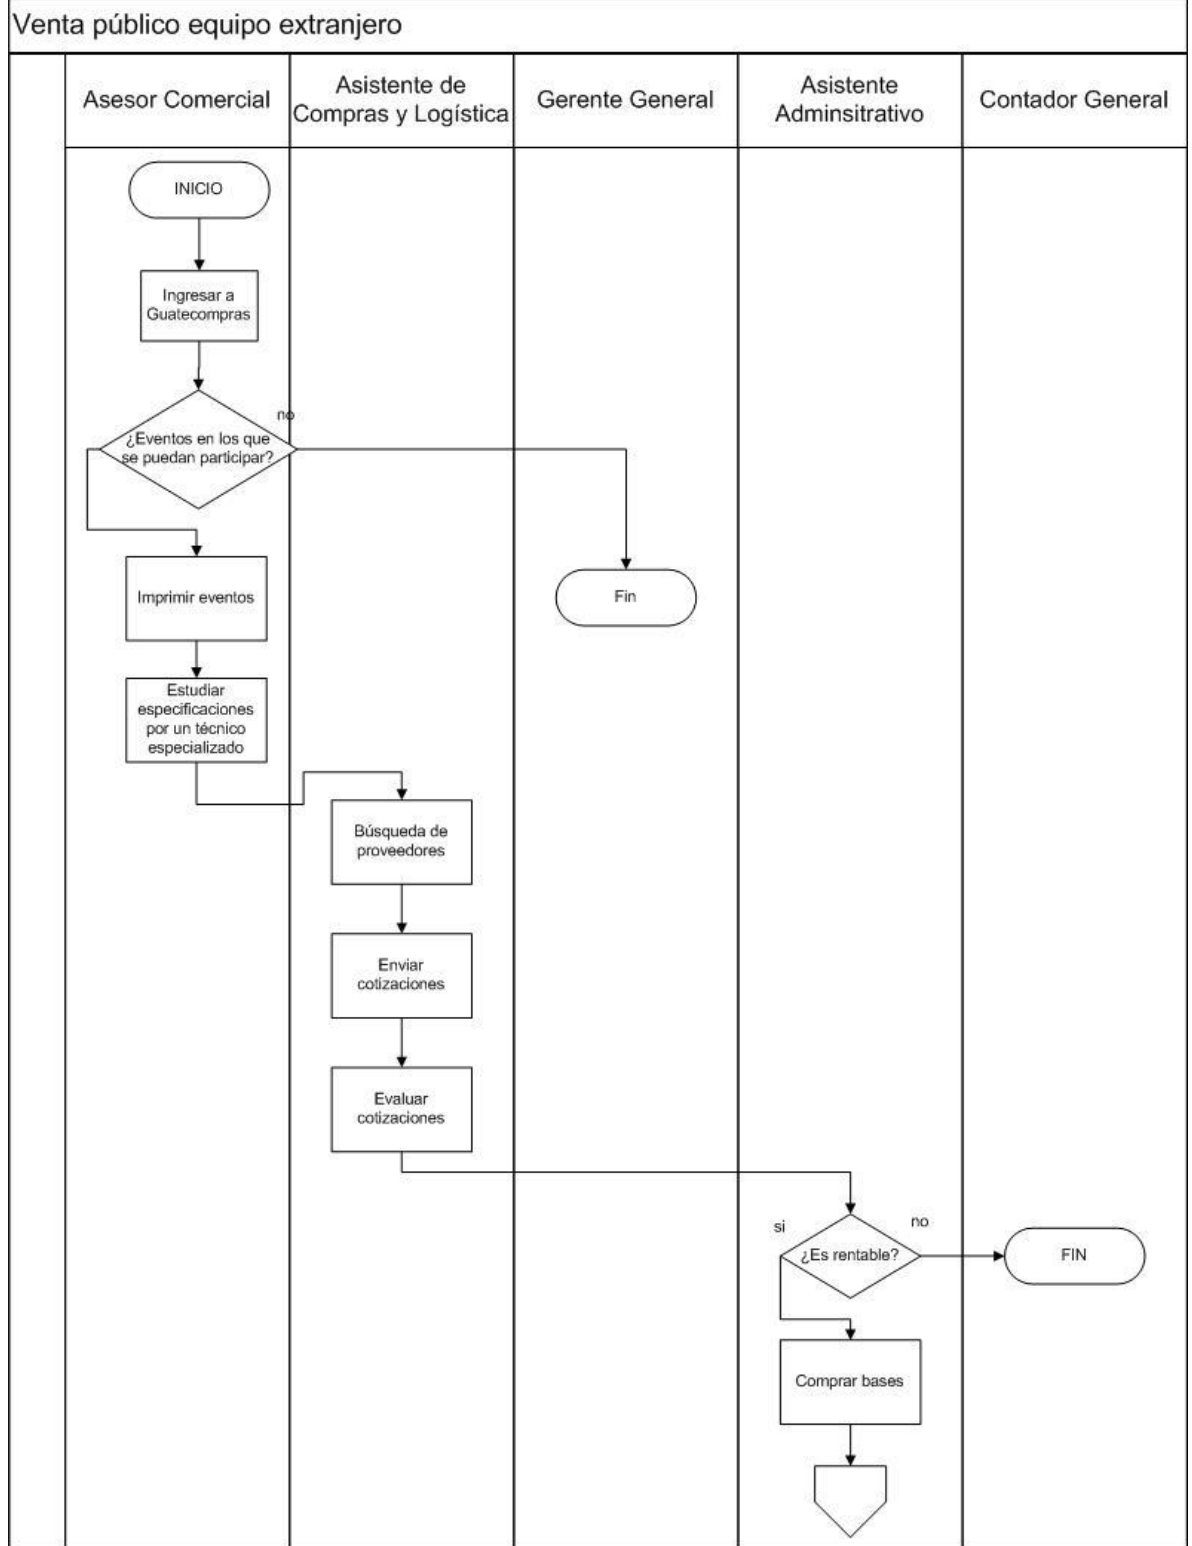 Venta público equipo extranjero
Asesor Comercial
Asistente de
Compras y Logística
Gerente General
Asistente
Adminsitrativo
Contador General
INICIO
Ingresar a
Guatecompras
no
¿Eventos en los que
se puedan participar?
Imprimir eventos
Fin
Estudiar
especificaciones
por un técnico
especializado
Búsqueda de
proveedores
Enviar
cotizaciones
Evaluar
cotizaciones
si
no
¿Es rentable?
FIN
Comprar bases